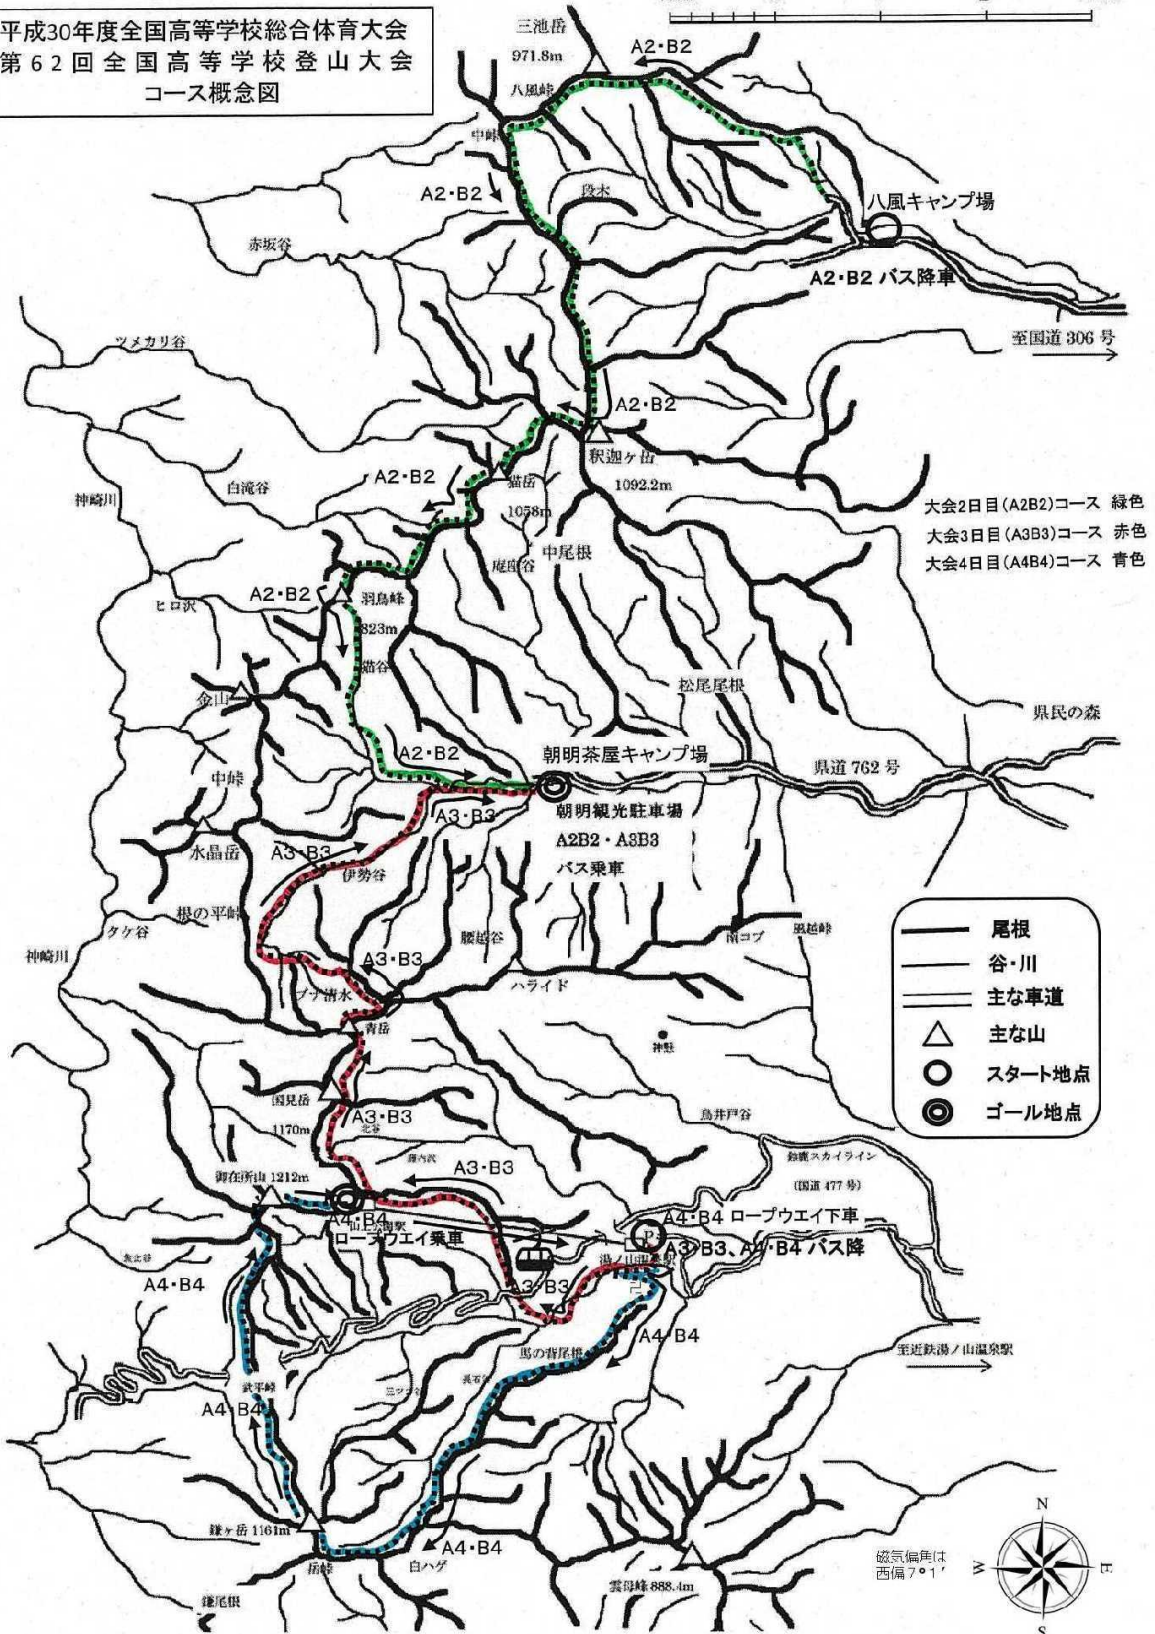 平成30年度全国高等学校総合体育大会
第62回全国高等学校登山大会
コース概念図
三池岳
971.8m
A2・B2
八風峠
中峠
A2・B2
段木
八風キャンプ場
赤坂谷
A2・B2 バス降車
至国道 306 号
ツメカリ谷
A2・B2
釈迦ヶ岳
1092.2m
A2・B2
猫岳
1058m
白滝谷
神崎川
大会2日目(A2B2)コース 緑色
大会3日目(A3B3)コース 赤色
大会4日目(A4B4)コース 青色
中尾根
庵座谷
A2・B2
羽鳥峰
823m
ヒロ沢
猫谷
金山
松尾尾根
県民の森
A2・B2
朝明茶屋キャンプ場
県道 762 号
中峠
A3・B3
朝明観光駐車場
A2B2・A3B3
バス乗車
水晶岳
A3・B3
伊勢谷
根の平峠
タケ谷
神崎川
腰越谷
南コブ
風越峠
A3・B3
ハライド
ブナ清水
青岳
尾根
谷・川
主な車道
主な山
スタート地点
ゴール地点
国見岳
1170m
A3・B3
北谷
鳥井戸谷
鈴鹿スカイライン
(国道 477 号)
A3・B3
御在所山 1212m
A4・B4
ロープウエイ乗車
A4・B4 ロープウエイ下車
P
A3・B3、A4・B4 バス降
A4・B4
A3・B3
A4・B4
馬の背尾根
至近鉄湯ノ山温泉駅
武平峠
長石谷
A4・B4
鎌ヶ岳 1161m
岳峠
白ハゲ
A4・B4
雲母峰 888.4m
鎌尾根
磁気偏角は
西偏7°1′
N
W
E
S